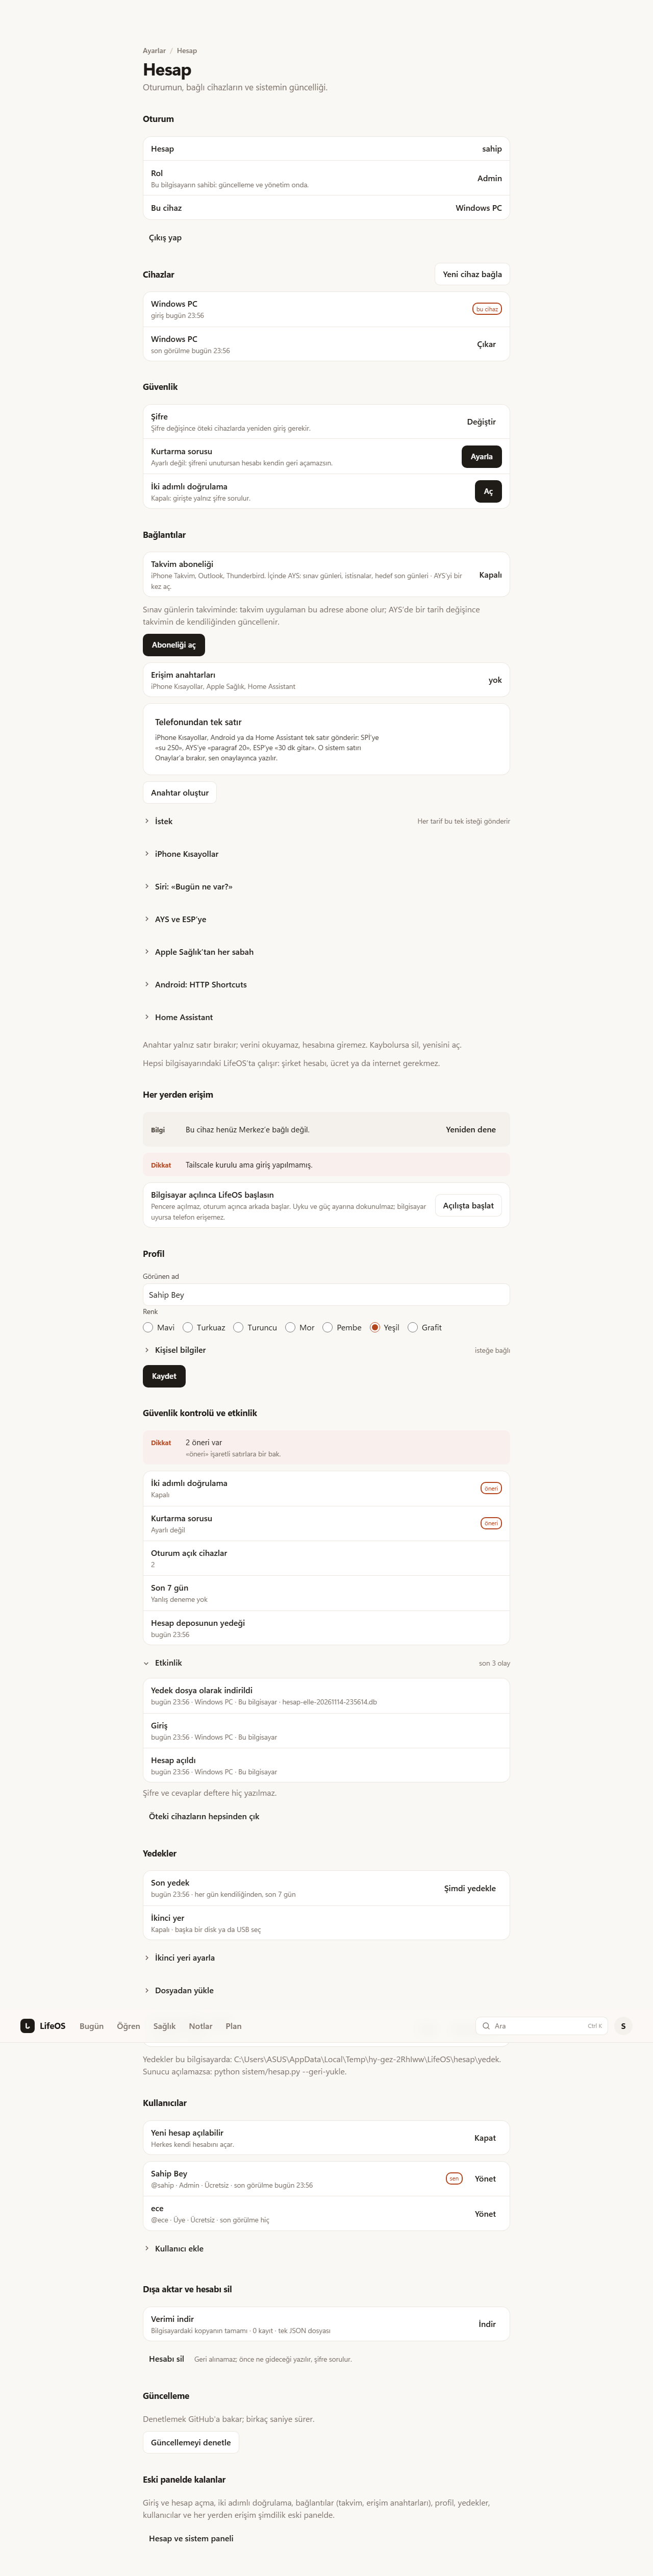 Ayarlar / Hesap
Hesap
Oturumun, bağlı cihazların ve sistemin güncelliği.
Oturum
Hesap sahip
Rol
Bu bilgisayarın sahibi: güncelleme ve yönetim onda.
Admin
Bu cihaz Windows PC
Çıkış yap
Cihazlar
Yeni cihaz bağla
Windows PC
giriş bugün 23:56
bu cihaz
Windows PC
son görülme bugün 23:56
Çıkar
Güvenlik
Şifre
Şifre değişince öteki cihazlarda yeniden giriş gerekir.
Değiştir
Kurtarma sorusu
Ayarlı değil: şifreni unutursan hesabı kendin geri açamazsın.
Ayarla
İki adımlı doğrulama
Kapalı: girişte yalnız şifre sorulur.
Aç
Bağlantılar
Takvim aboneliği
iPhone Takvim, Outlook, Thunderbird. İçinde AYS: sınav günleri, istisnalar, hedef son günleri · AYS'yi bir
kez aç.
Kapalı
Sınav günlerin takviminde: takvim uygulaman bu adrese abone olur; AYS'de bir tarih değişince
takvimin de kendiliğinden güncellenir.
Aboneliği aç
Erişim anahtarları
iPhone Kısayollar, Apple Sağlık, Home Assistant
yok
Telefonundan tek satır
iPhone Kısayollar, Android ya da Home Assistant tek satır gönderir: SPİ'ye
«su 250», AYS'ye «paragraf 20», ESP'ye «30 dk gitar». O sistem satırı
Onaylar'a bırakır, sen onaylayınca yazılır.
Anahtar oluştur
İstek
Her tarif bu tek isteği gönderir
iPhone Kısayollar
Siri: «Bugün ne var?»
AYS ve ESP'ye
Apple Sağlık'tan her sabah
Android: HTTP Shortcuts
Home Assistant
Anahtar yalnız satır bırakır; verini okuyamaz, hesabına giremez. Kaybolursa sil, yenisini aç.
Hepsi bilgisayarındaki LifeOS'ta çalışır: şirket hesabı, ücret ya da internet gerekmez.
Her yerden erişim
Bilgi Bu cihaz henüz Merkez'e bağlı değil. Yeniden dene
Dikkat Tailscale kurulu ama giriş yapılmamış.
Bilgisayar açılınca LifeOS başlasın
Pencere açılmaz, oturum açınca arkada başlar. Uyku ve güç ayarına dokunulmaz; bilgisayar
uyursa telefon erişemez.
Açılışta başlat
Profil
Görünen ad
Sahip Bey
Renk
Mavi Turkuaz Turuncu Mor Pembe Yeşil Grafit
Kişisel bilgiler
isteğe bağlı
Kaydet
Güvenlik kontrolü ve etkinlik
Dikkat 2 öneri var
«öneri» işaretli satırlara bir bak.
İki adımlı doğrulama
Kapalı
öneri
Kurtarma sorusu
Ayarlı değil
öneri
Oturum açık cihazlar
2
Son 7 gün
Yanlış deneme yok
Hesap deposunun yedeği
bugün 23:56
Etkinlik
son 3 olay
Yedek dosya olarak indirildi
bugün 23:56 · Windows PC · Bu bilgisayar · hesap-elle-20261114-235614.db
Giriş
bugün 23:56 · Windows PC · Bu bilgisayar
Hesap açıldı
bugün 23:56 · Windows PC · Bu bilgisayar
Şifre ve cevaplar deftere hiç yazılmaz.
Öteki cihazların hepsinden çık
Yedekler
Son yedek
bugün 23:56 · her gün kendiliğinden, son 7 gün
Şimdi yedekle
İkinci yer
Kapalı · başka bir disk ya da USB seç
İkinci yeri ayarla
Dosyadan yükle
LifeOS Bugün Öğren Sağlık Notlar Plan Ara Ctrl K S
Yedekler bu bilgisayarda: C:\Users\ASUS\AppData\Local\Temp\hy-gez-2RhIww\LifeOS\hesap\yedek.
Sunucu açılamazsa: python sistem/hesap.py --geri-yukle.
Kullanıcılar
Yeni hesap açılabilir
Herkes kendi hesabını açar.
Kapat
Sahip Bey
@sahip · Admin · Ücretsiz · son görülme bugün 23:56
sen
Yönet
ece
@ece · Üye · Ücretsiz · son görülme hiç
Yönet
Kullanıcı ekle
Dışa aktar ve hesabı sil
Verimi indir
Bilgisayardaki kopyanın tamamı · 0 kayıt · tek JSON dosyası
İndir
Hesabı sil Geri alınamaz; önce ne gideceği yazılır, şifre sorulur.
Güncelleme
Denetlemek GitHub'a bakar; birkaç saniye sürer.
Güncellemeyi denetle
Eski panelde kalanlar
Giriş ve hesap açma, iki adımlı doğrulama, bağlantılar (takvim, erişim anahtarları), profil, yedekler,
kullanıcılar ve her yerden erişim şimdilik eski panelde.
Hesap ve sistem paneli